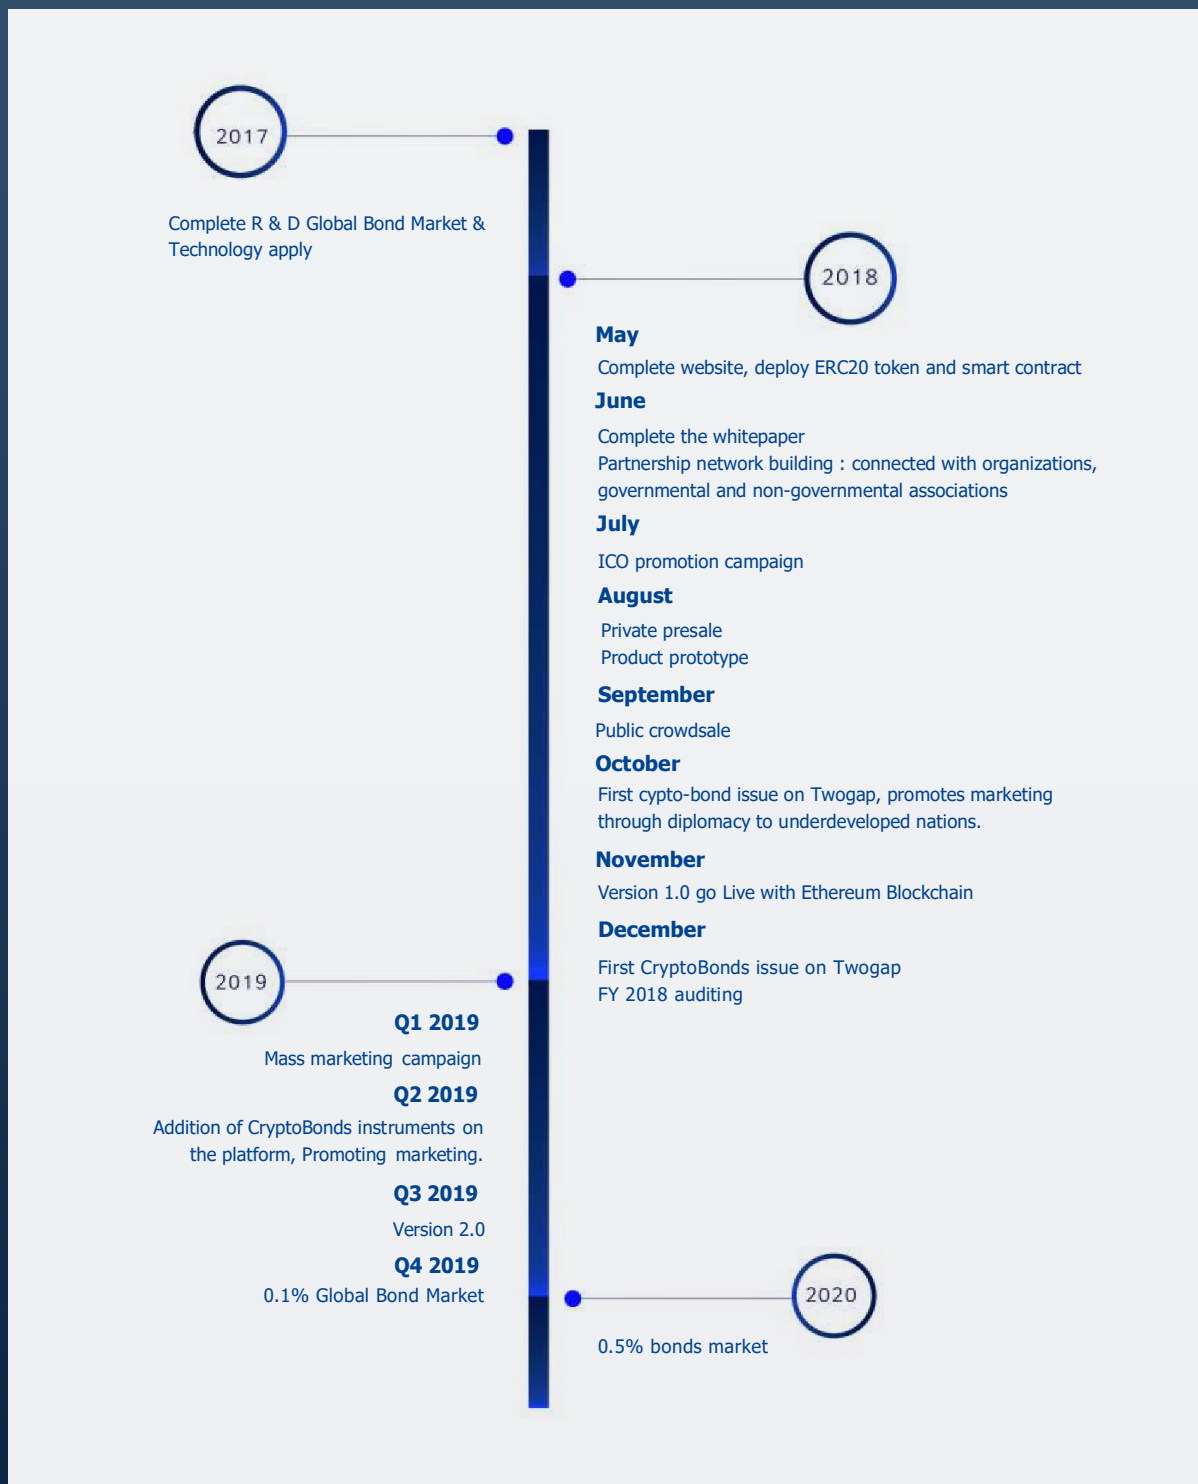 2017
Complete R & D Global Bond Market &
Technology apply
2018
May
Complete website, deploy ERC20 token and smart contract
June
Complete the whitepaper
Partnership network building : connected with organizations,
governmental and non-governmental associations
July
ICO promotion campaign
August
Private presale
Product prototype
September
Public crowdsale
October
First cypto-bond issue on Twogap, promotes marketing
through diplomacy to underdeveloped nations.
November
Version 1.0 go Live with Ethereum Blockchain
December
First CryptoBonds issue on Twogap
FY 2018 auditing
2019
Q1 2019
Mass marketing campaign
Q2 2019
Addition of CryptoBonds instruments on
the platform, Promoting marketing.
Q3 2019
Version 2.0
Q4 2019
0.1% Global Bond Market
2020
0.5% bonds market